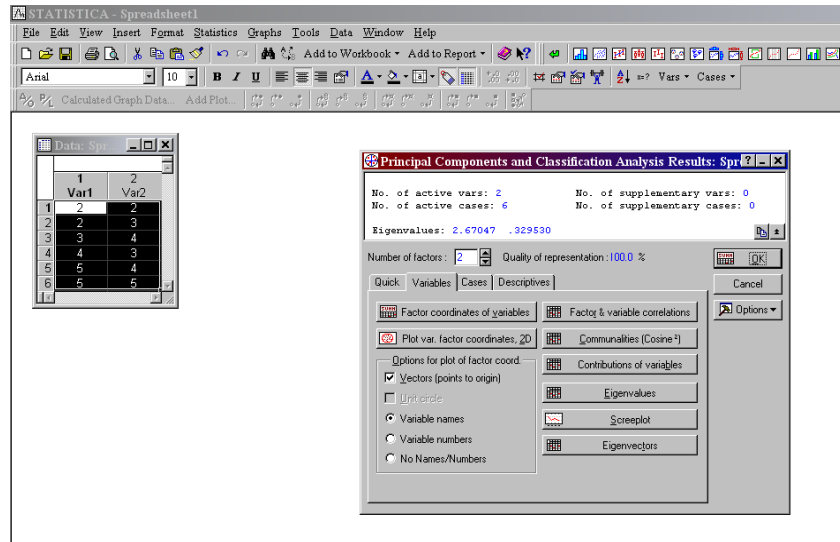 STATISTICA - Spreadsheet1
File Edit View Insert Format Statistics Graphs Tools Data Window Help
Add to Workbook Add to Report
Arial 10 B I U A Vars Cases
Calculated Graph Data... Add Plot...
Data: Spr
1 2
Var1 Var2
1 2 2
2 2 3
3 3 4
4 4 3
5 5 4
6 5 5
Principal Components and Classification Analysis Results: Spr
No. of active vars: 2 No. of supplementary vars: 0
No. of active cases: 6 No. of supplementary cases: 0
Eigenvalues: 2.67047 .329530
Number of factors: 2 Quality of representation :100.0 %
OK
Quick Variables Cases Descriptives
Cancel
Factor coordinates of variables Factor & variable correlations
Options
Plot var. factor coordinates, 2D Communalities (Cosine ²)
Options for plot of factor coord.
Contributions of variables
Vectors (points to origin)
Unit circle
Eigenvalues
Variable names
Screeplot
Variable numbers
Eigenvectors
No Names/Numbers